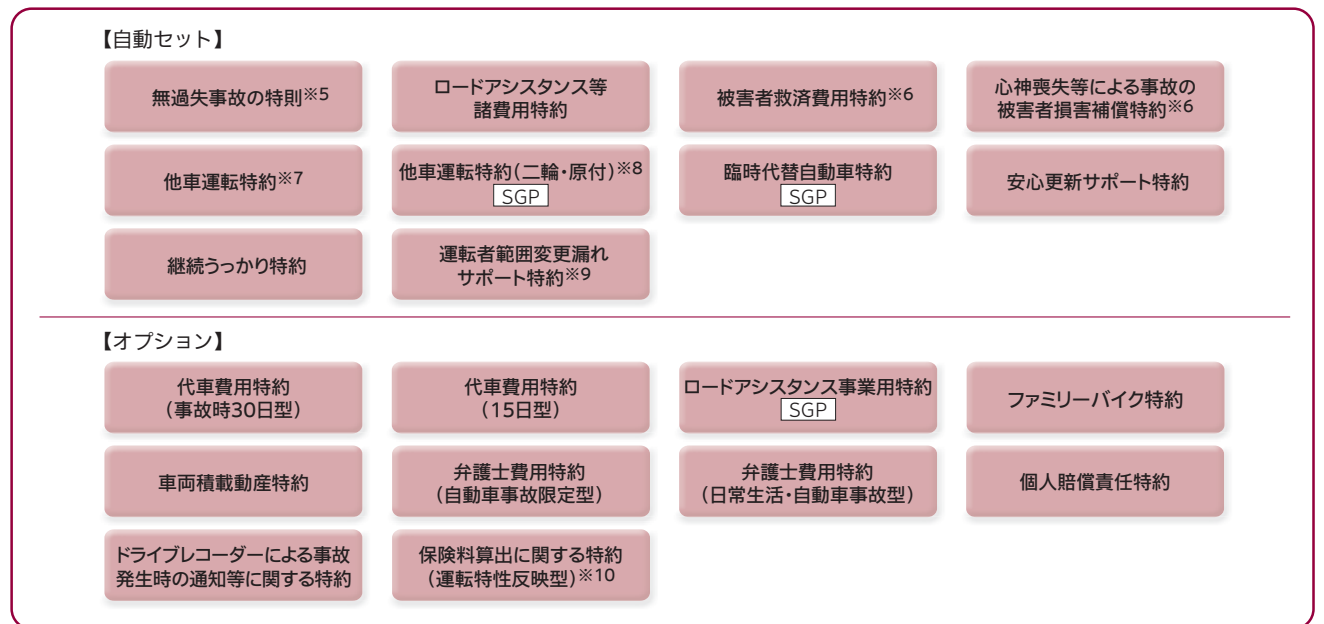 【自動セット】
無過失事故の特則※5
ロードアシスタンス等
諸費用特約
被害者救済費用特約※6
心神喪失等による事故の
被害者損害補償特約※6
他車運転特約※7
他車運転特約(二輪・原付)※8
SGP
臨時代替自動車特約
SGP
安心更新サポート特約
継続うっかり特約
運転者範囲変更漏れ
サポート特約※9
【オプション】
代車費用特約
(事故時30日型)
代車費用特約
(15日型)
ロードアシスタンス事業用特約
SGP
ファミリーバイク特約
車両積載動産特約
弁護士費用特約
(自動車事故限定型)
弁護士費用特約
(日常生活・自動車事故型)
個人賠償責任特約
ドライブレコーダーによる事故
発生時の通知等に関する特約
保険料算出に関する特約
(運転特性反映型)※10